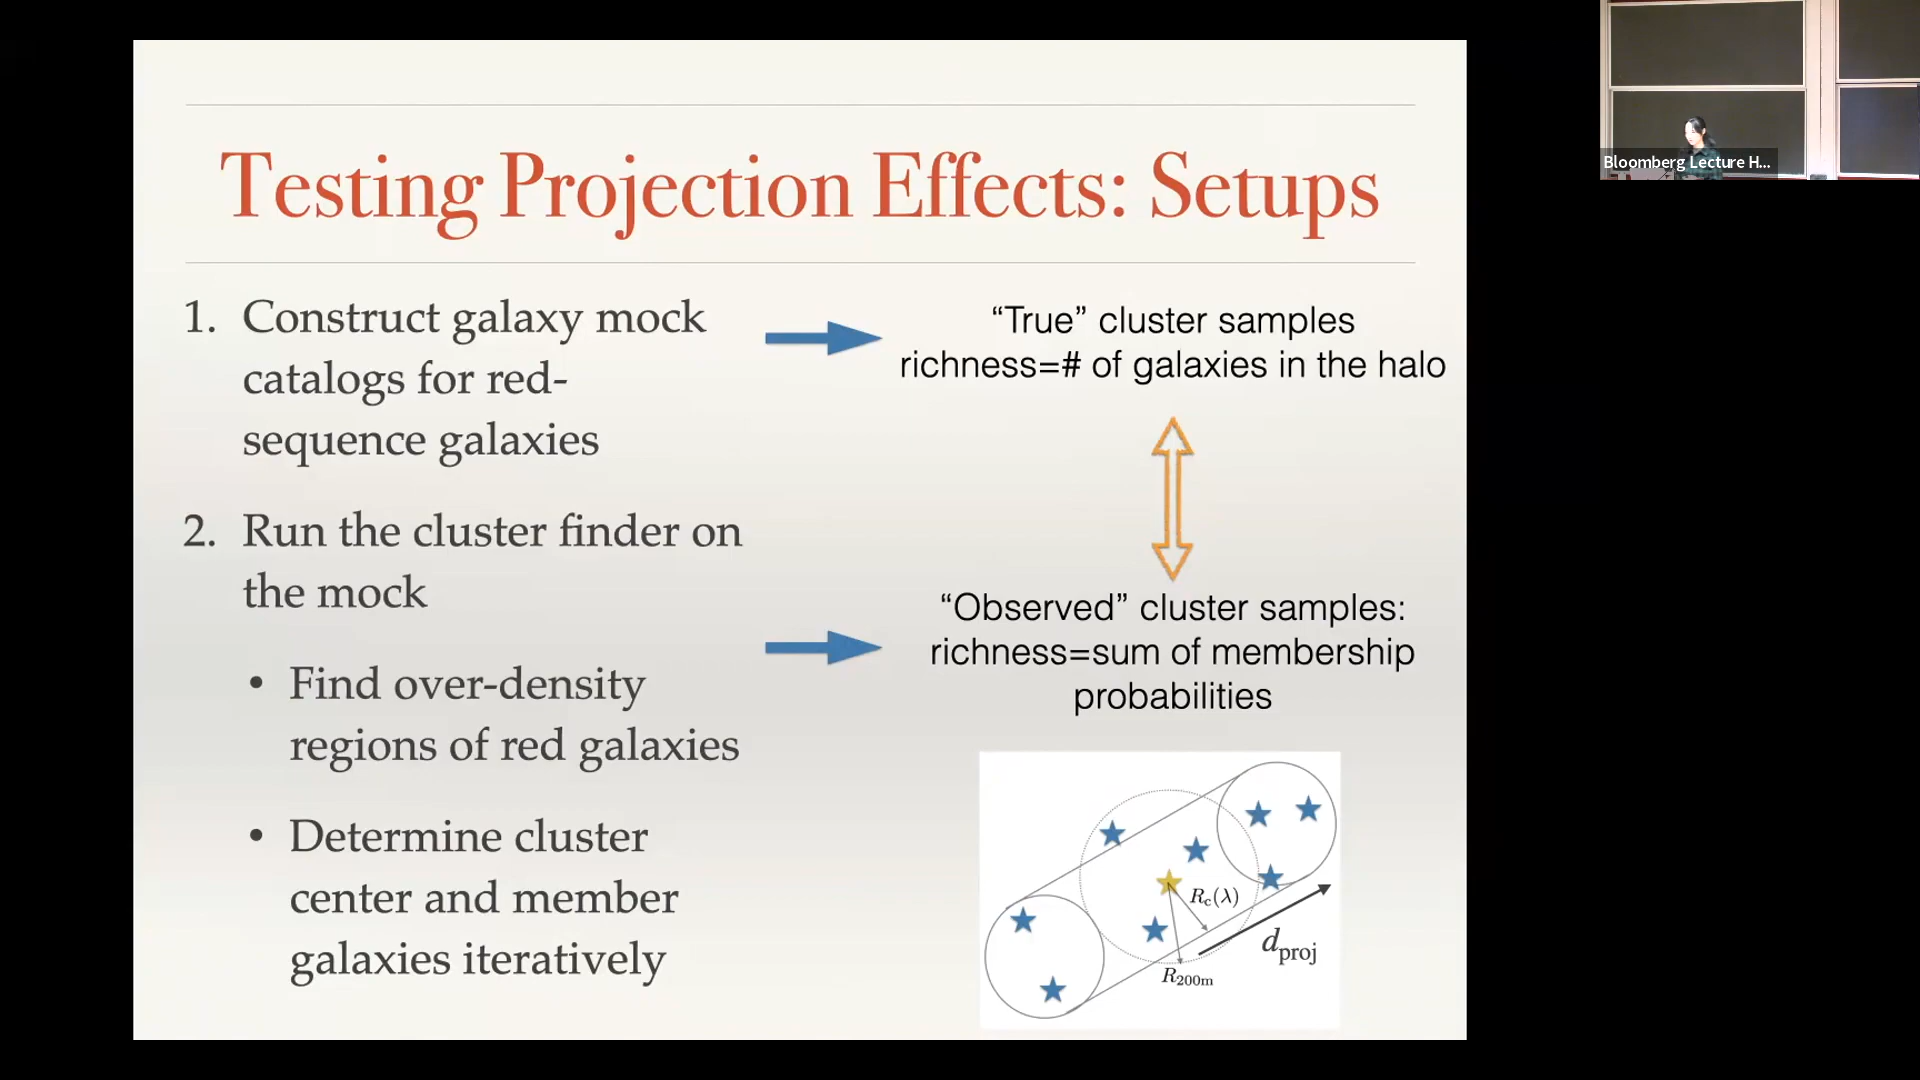 Testing Projection Effects: Setups
1. Construct galaxy mock
catalogs for red-
sequence galaxies
2. Run the cluster finder on
the mock
• Find over-density
regions of red galaxies
• Determine cluster
center and member
galaxies iteratively
“True” cluster samples
richness=# of galaxies in the halo
“Observed” cluster samples:
richness=sum of membership
probabilities
R_c(λ)
d_proj
R_200m
Bloomberg Lecture H...